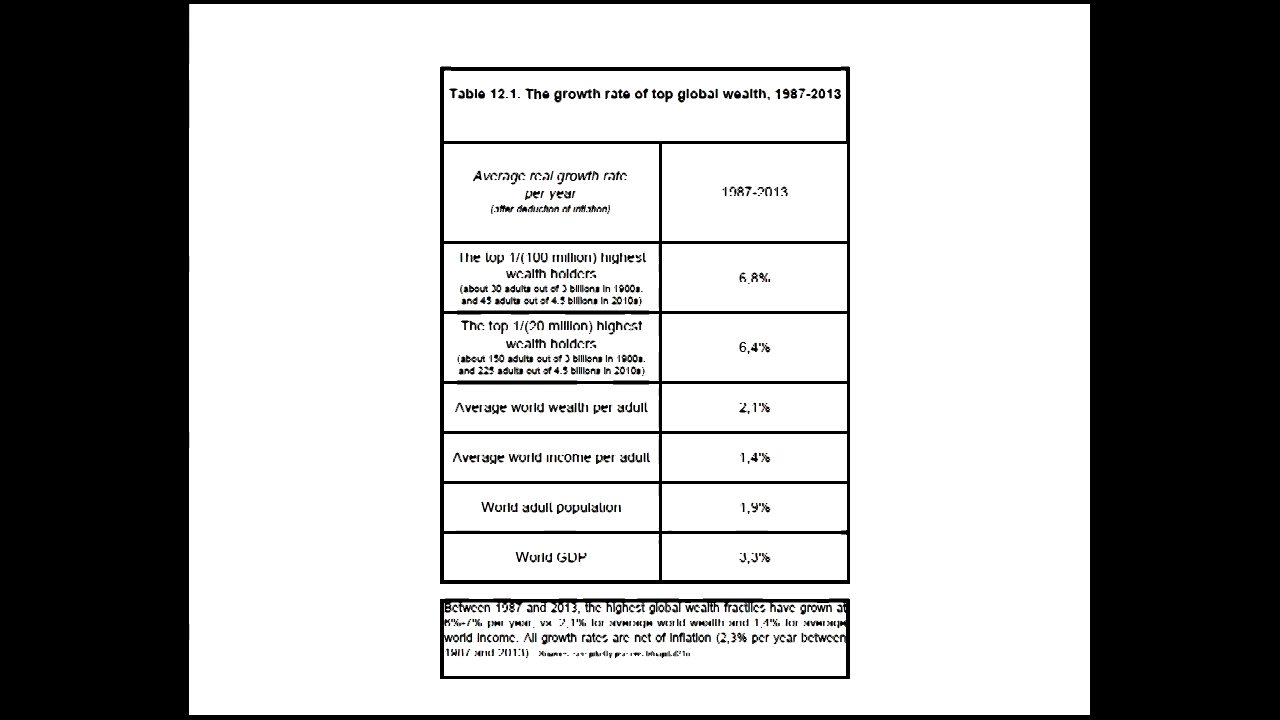 Table 12.1. The growth rate of top global wealth, 1987-2013
Average real growth rate
per year
(after deduction of inflation)
1987-2013
The top 1/(100 million) highest
wealth holders
(about 30 adults out of 3 billions in 1980s,
and 45 adults out of 4.5 billions in 2010s)
6,8%
The top 1/(20 million) highest
wealth holders
(about 150 adults out of 3 billions in 1980s,
and 225 adults out of 4.5 billions in 2010s)
6,4%
Average world wealth per adult
2,1%
Average world income per adult
1,4%
World adult population
1,9%
World GDP
3,3%
Between 1987 and 2013, the highest global wealth fractiles have grown at
6%-7% per year, vs. 2,1% for average world wealth and 1,4% for average
world income. All growth rates are net of inflation (2,3% per year between
1987 and 2013).